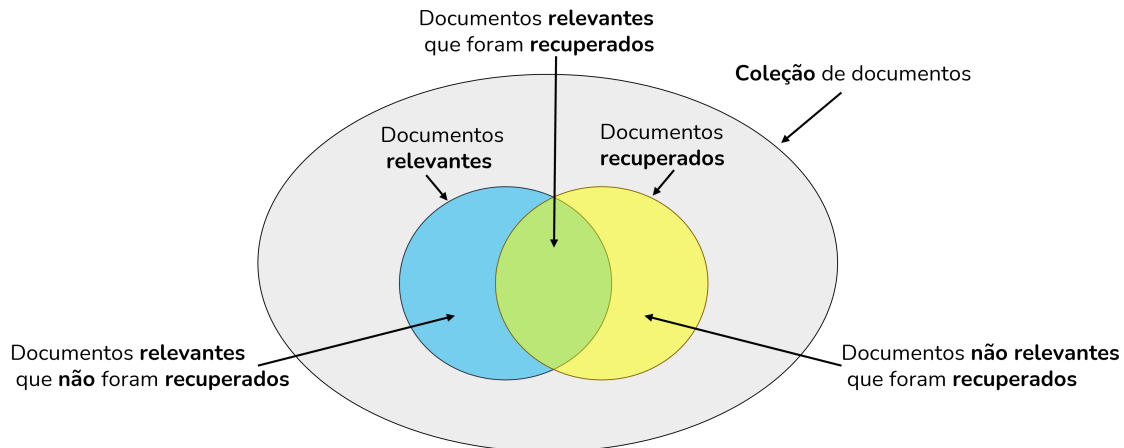 Documentos relevantes
que foram recuperados
Coleção de documentos
Documentos
relevantes
Documentos
recuperados
Documentos relevantes
que não foram recuperados
Documentos não relevantes
que foram recuperados